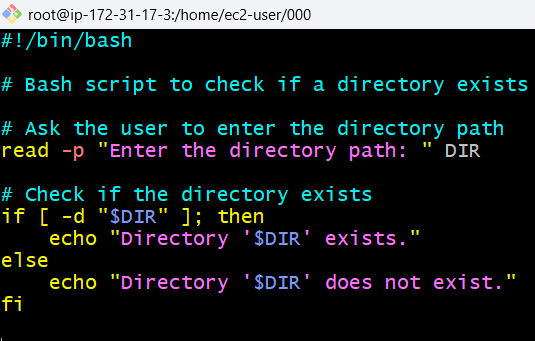 root@ip-172-31-17-3:/home/ec2-user/000
#!/bin/bash
# Bash script to check if a directory exists
# Ask the user to enter the directory path
read -p "Enter the directory path: " DIR
# Check if the directory exists
if [ -d "$DIR" ]; then
    echo "Directory '$DIR' exists."
else
    echo "Directory '$DIR' does not exist."
fi